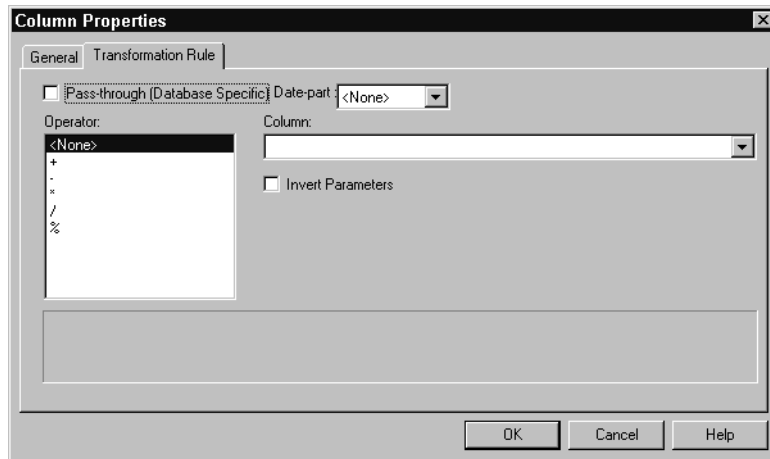 Column Properties
General Transformation Rule
Pass-through (Database Specific) Date-part : <None>
Operator: Column:
<None>
+
-
*
/
%
Invert Parameters
OK Cancel Help